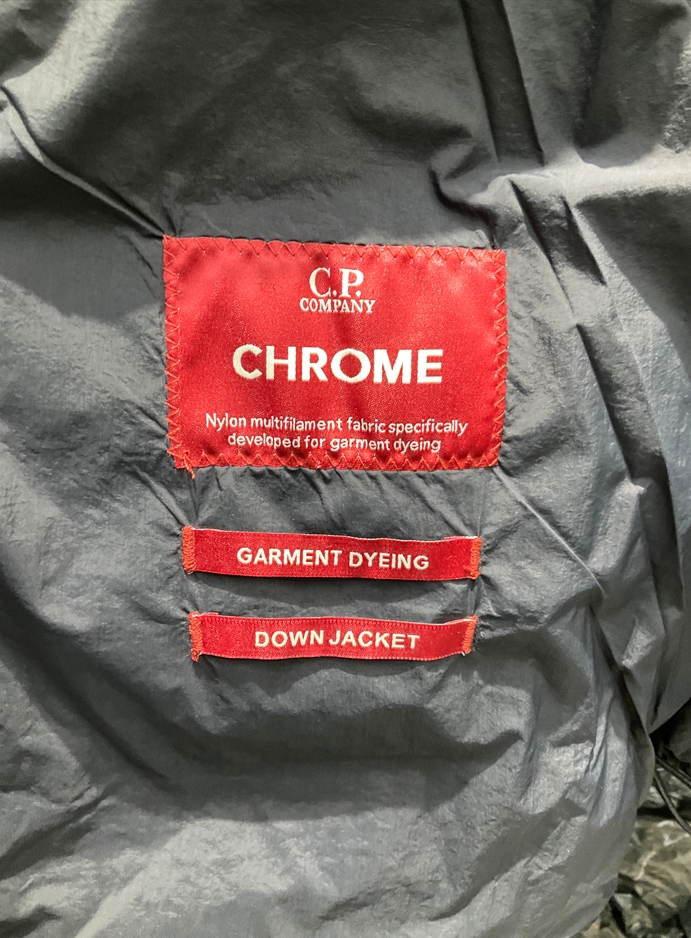 C.P.
COMPANY
CHROME
Nylon multifilament fabric specifically
developed for garment dyeing
GARMENT DYEING
DOWN JACKET